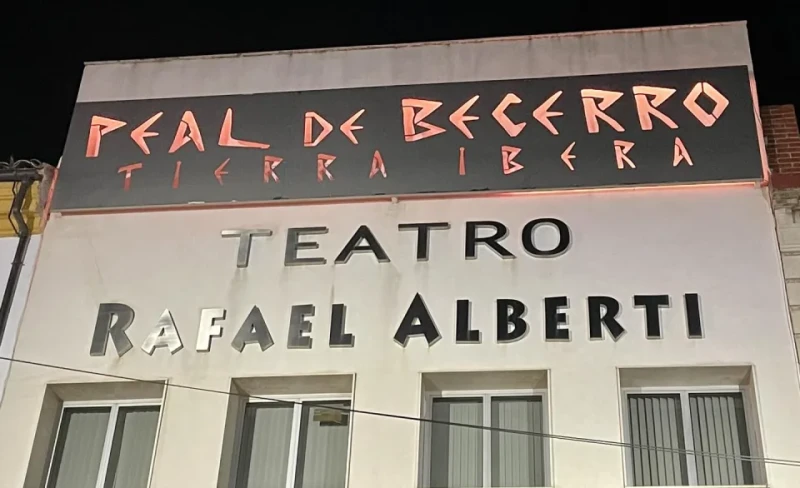 PEAL DE BECERRO
TIERRA IBERA
TEATRO
RAFAEL ALBERTI